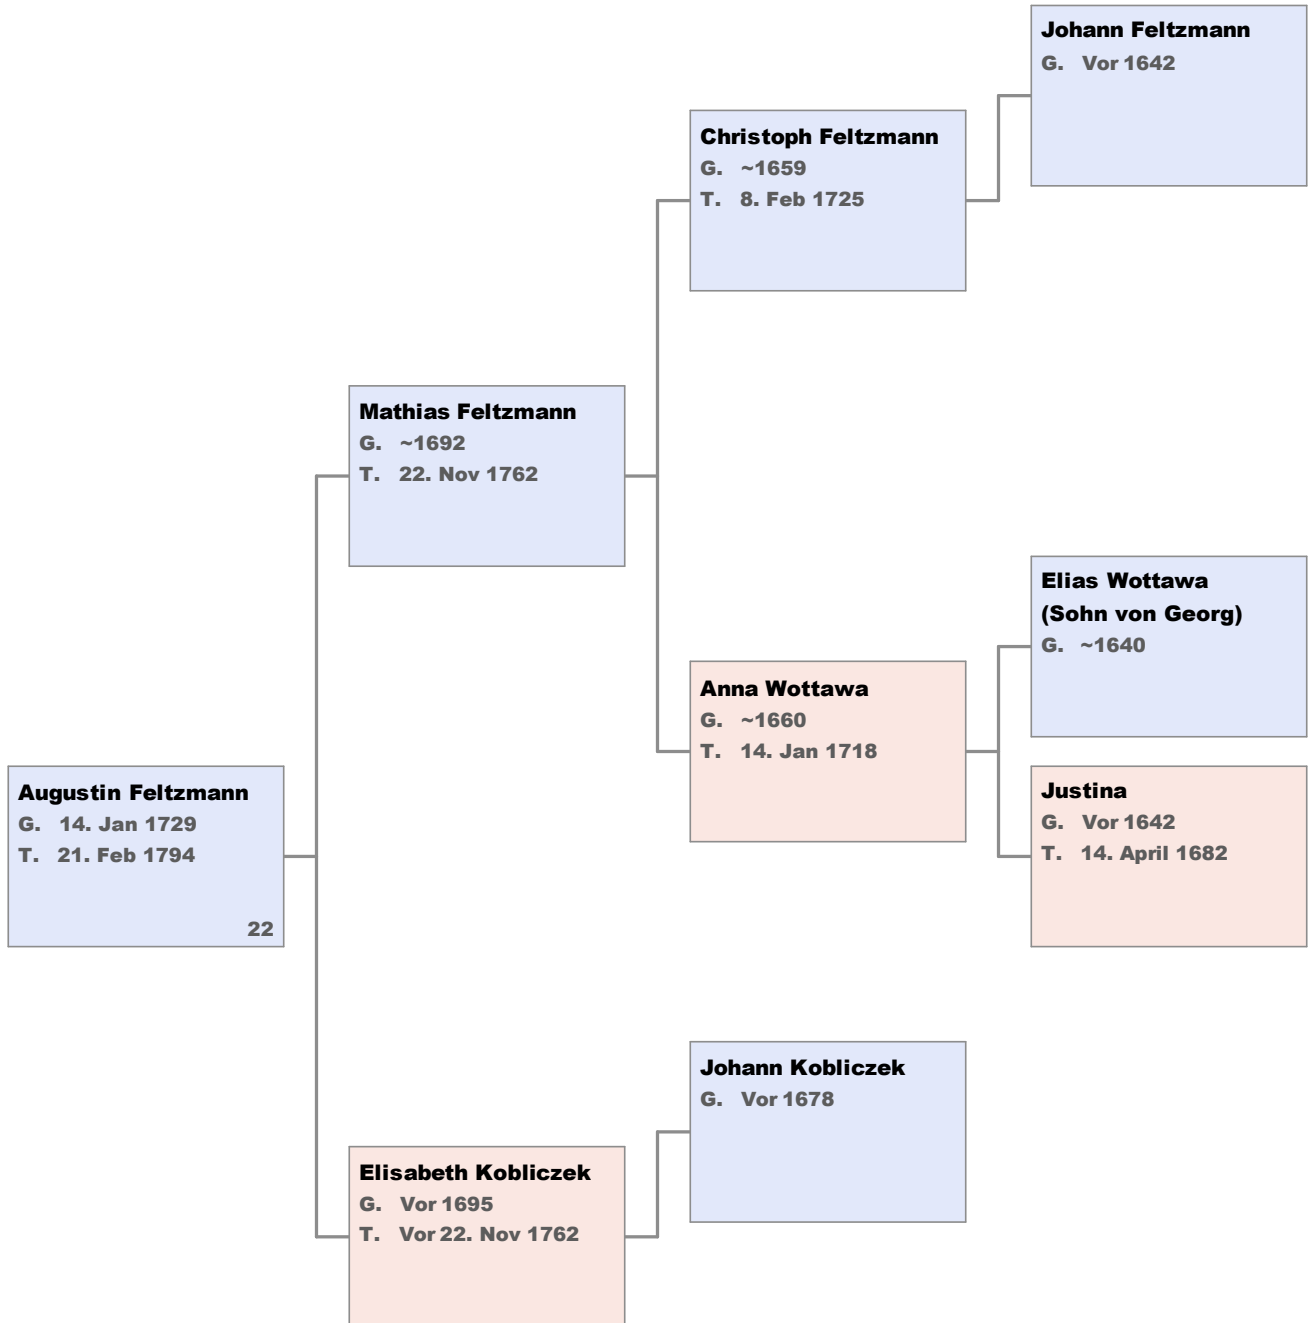 Johann Feltzmann
G. Vor 1642
Christoph Feltzmann
G. ~1659
T. 8. Feb 1725
Mathias Feltzmann
G. ~1692
T. 22. Nov 1762
Elias Wottawa
(Sohn von Georg)
G. ~1640
Anna Wottawa
G. ~1660
T. 14. Jan 1718
Augustin Feltzmann
G. 14. Jan 1729
T. 21. Feb 1794
22
Justina
G. Vor 1642
T. 14. April 1682
Johann Kobliczek
G. Vor 1678
Elisabeth Kobliczek
G. Vor 1695
T. Vor 22. Nov 1762